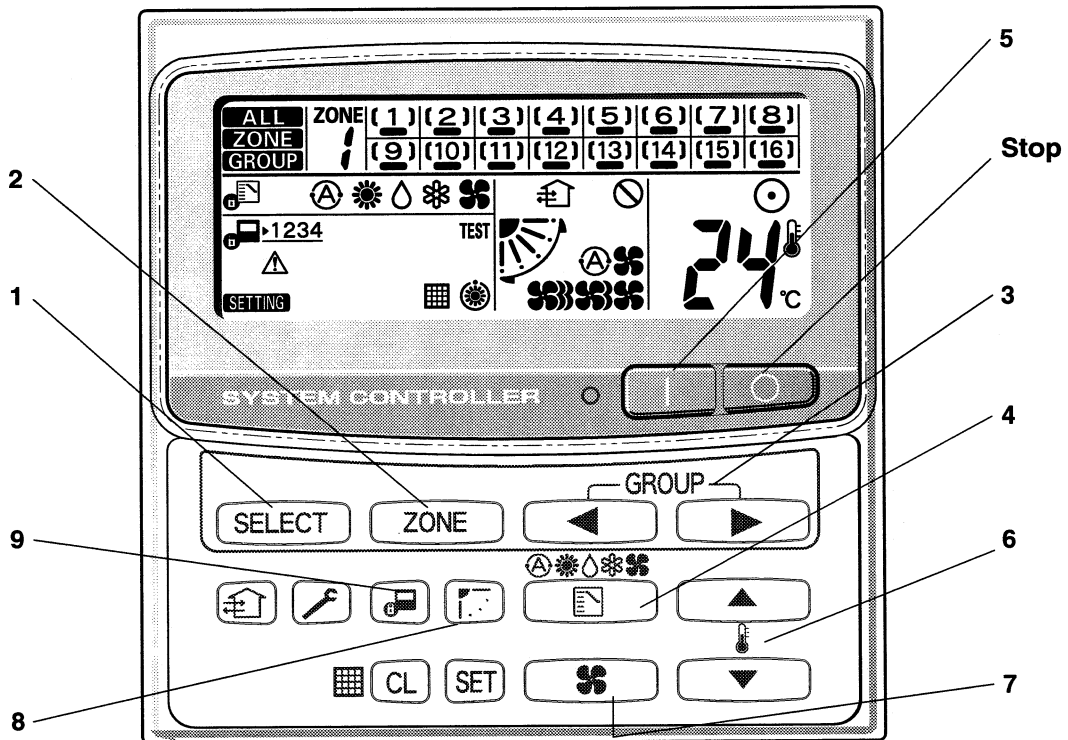 5
ALL ZONE (1) (2) (3) (4) (5) (6) (7) (8)
ZONE 1
GROUP (9) (10) (11) (12) (13) (14) (15) (16)
Stop
2
A
1234 TEST
A
24 °C
SETTING
1
3
SYSTEM CONTROLLER
4
GROUP
SELECT ZONE
9
A
6
CL SET
8
7